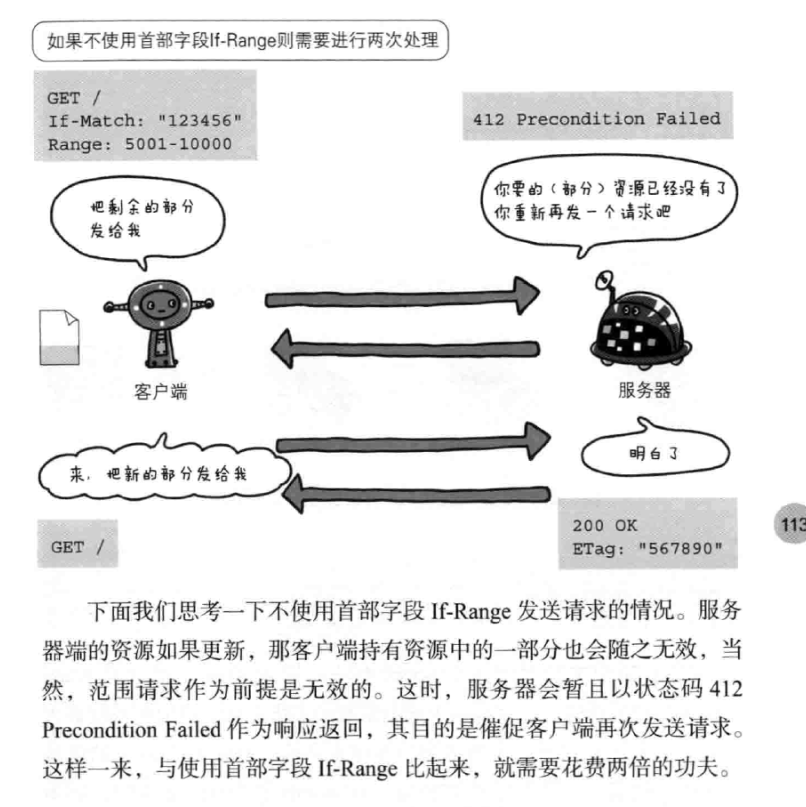 如果不使用首部字段If-Range则需要进行两次处理
GET /
If-Match: "123456"
Range: 5001-10000
412 Precondition Failed
把剩余的部分
发给我
你要的（部分）资源已经没有了
你重新再发一个请求吧
客户端
服务器
来，把新的部分发给我
明白了
GET /
200 OK
ETag: "567890"
113
下面我们思考一下不使用首部字段 If-Range 发送请求的情况。服务
器端的资源如果更新，那客户端持有资源中的一部分也会随之无效，当
然，范围请求作为前提是无效的。这时，服务器会暂且以状态码 412
Precondition Failed 作为响应返回，其目的是催促客户端再次发送请求。
这样一来，与使用首部字段 If-Range 比起来，就需要花费两倍的功夫。